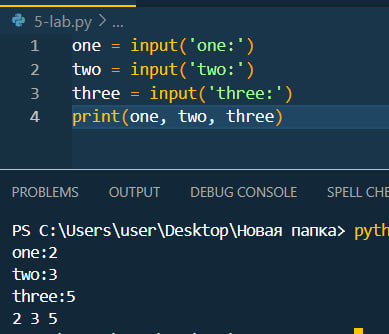 5-lab.py > ...
1 one = input('one:')
2 two = input('two:')
3 three = input('three:')
4 print(one, two, three)
PROBLEMS OUTPUT DEBUG CONSOLE SPELL CHE
PS C:\Users\user\Desktop\Новая папка> pyth
one:2
two:3
three:5
2 3 5